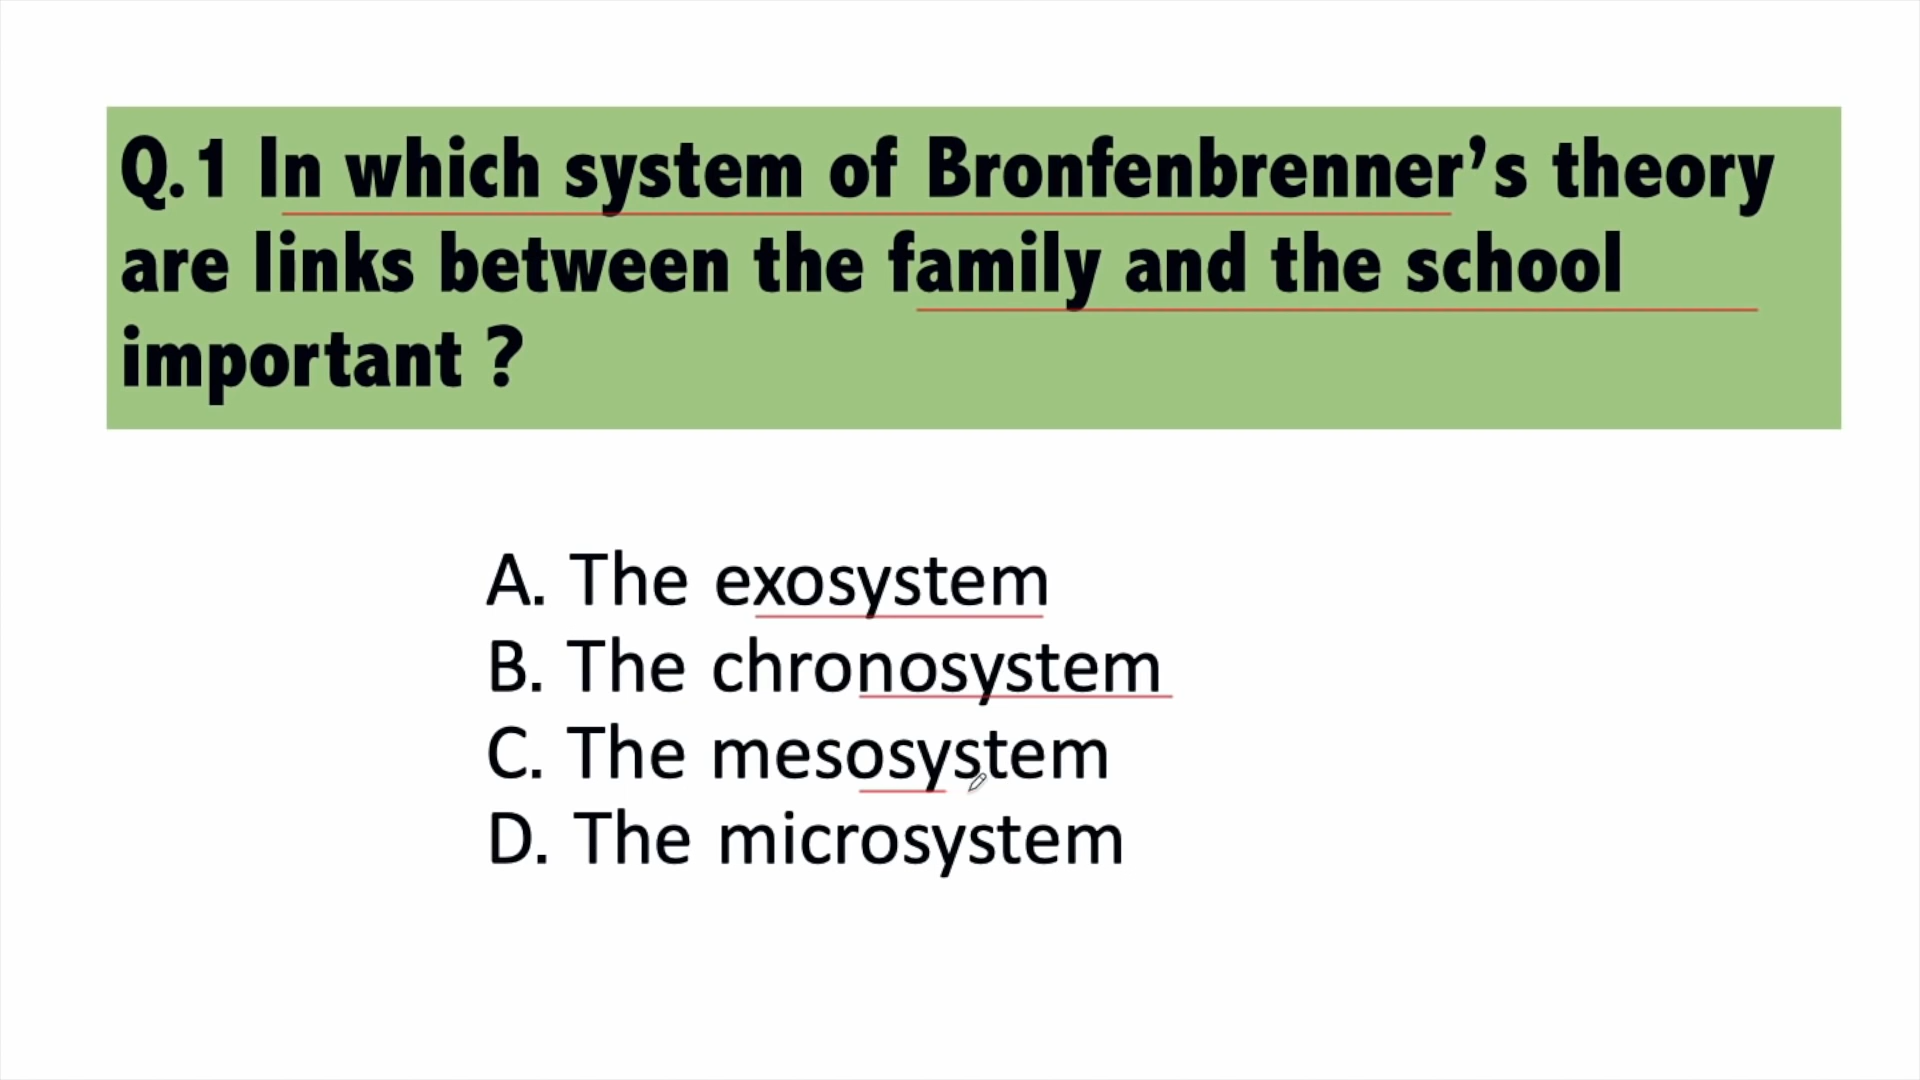 Q.1 In which system of Bronfenbrenner’s theory
are links between the family and the school
important ?
A. The exosystem
B. The chronosystem
C. The mesosystem
D. The microsystem